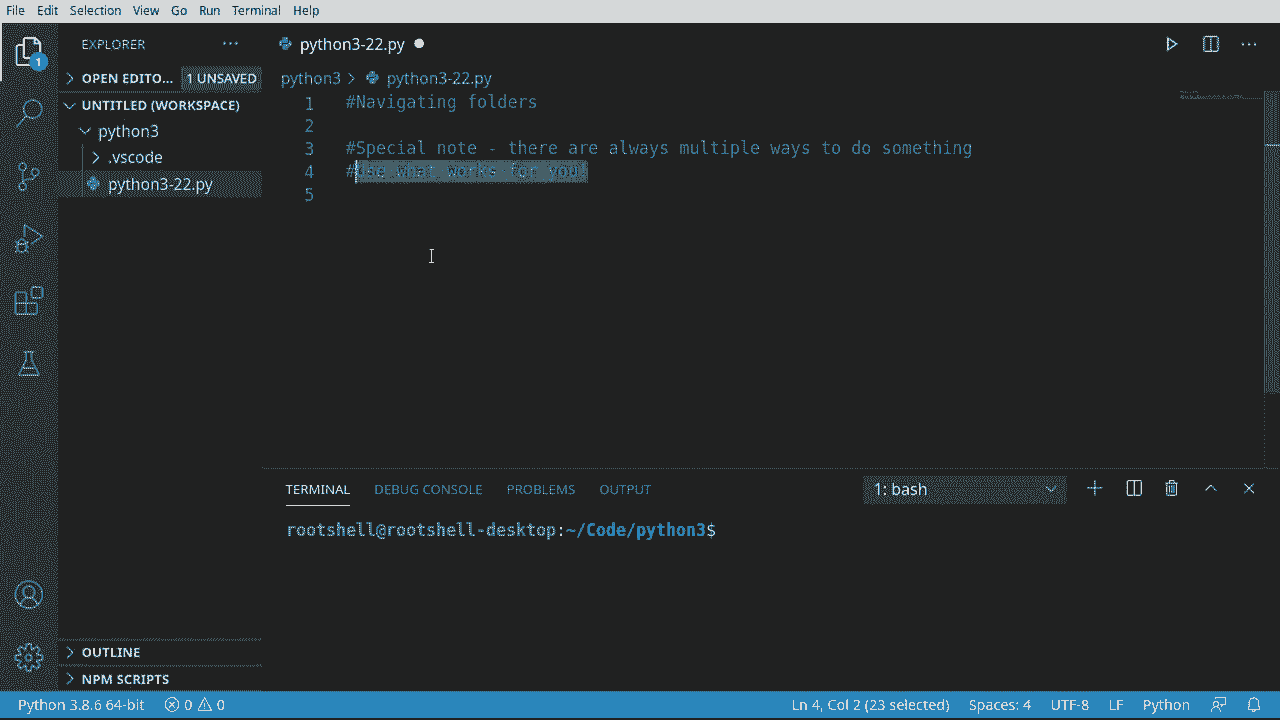 File Edit Selection View Go Run Terminal Help
EXPLORER
python3-22.py
1
OPEN EDITO... 1 UNSAVED
python3 > python3-22.py
UNTITLED (WORKSPACE)
python3
.vscode
python3-22.py
1 #Navigating folders
2
3 #Special note - there are always multiple ways to do something
4 #Use what works for you
5
TERMINAL DEBUG CONSOLE PROBLEMS OUTPUT 1: bash
rootshell@rootshell-desktop:~/Code/python3$
OUTLINE
NPM SCRIPTS
Python 3.8.6 64-bit 0 0 Ln 4, Col 2 (23 selected) Spaces: 4 UTF-8 LF Python